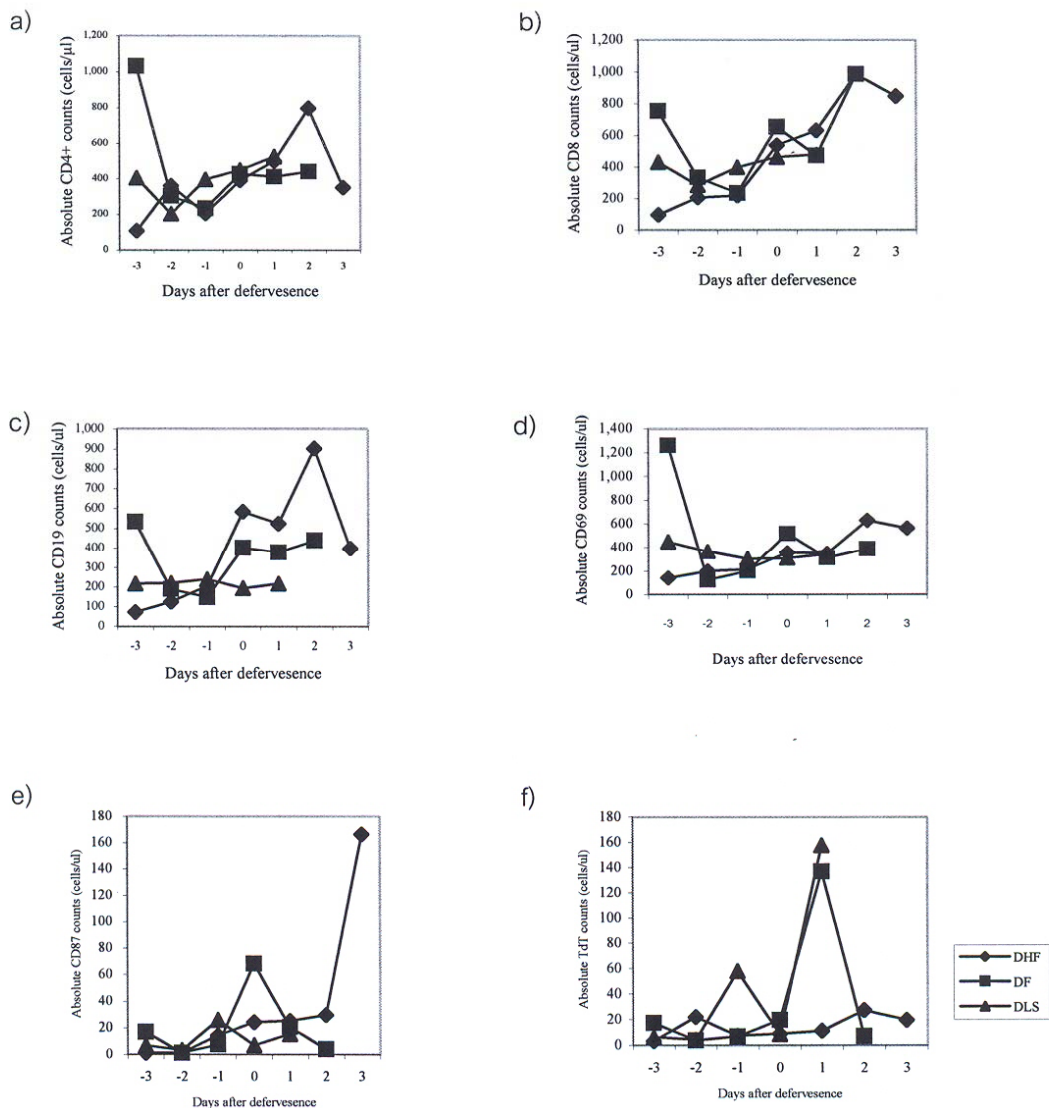 a)
Absolute CD4+ counts (cells/µl)
1,200
1,000
800
600
400
200
0
-3 -2 -1 0 1 2 3
Days after defervesence
b)
Absolute CD8 counts (cells/ul)
1,200
1,000
800
600
400
200
0
-3 -2 -1 0 1 2 3
Days after defervesence
c)
Absolute CD19 counts (cells/ul)
1,000
900
800
700
600
500
400
300
200
100
0
-3 -2 -1 0 1 2 3
Days after defervesence
d)
Absolute CD69 counts (cells/ul)
1,400
1,200
1,000
800
600
400
200
0
-3 -2 -1 0 1 2 3
Days after defervesence
e)
Absolute CD87 counts (cells/ul)
180
160
140
120
100
80
60
40
20
0
-3 -2 -1 0 1 2 3
Days after defervesence
f)
Absolute TdT counts (cells/ul)
180
160
140
120
100
80
60
40
20
0
-3 -2 -1 0 1 2 3
Days after defervesence
DHF
DF
DLS